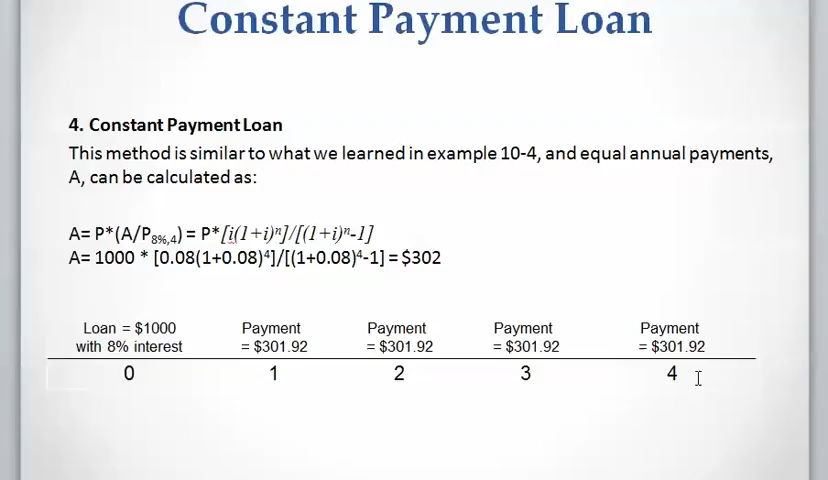 Constant Payment Loan
4. Constant Payment Loan
This method is similar to what we learned in example 10-4, and equal annual payments,
A, can be calculated as:
A= P*(A/P8%,4) = P*[i(1+i)ⁿ]/[(1+i)ⁿ-1]
A= 1000 * [0.08(1+0.08)⁴]/[(1+0.08)⁴-1] = $302
Loan = $1000 Payment Payment Payment Payment
with 8% interest = $301.92 = $301.92 = $301.92 = $301.92
0 1 2 3 4